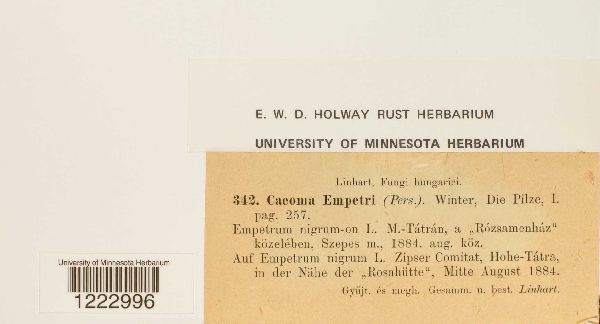 E. W. D. HOLWAY RUST HERBARIUM
UNIVERSITY OF MINNESOTA HERBARIUM
Linhart, Fungi hungarici.
342. Caeoma Empetri (Pers.). Winter, Die Pilze, I.
pag. 257.
Empetrum nigrum-on L. M.-Tátrán, a „Rózsamenház“
közelében, Szepes m., 1884. aug. köz.
Auf Empetrum nigrum L. Zipser Comitat, Hohe-Tátra,
in der Nähe der „Rosahütte“, Mitte August 1884.
Gyűjt. és megh. Gesamm. u. best. Linhart.
University of Minnesota Herbarium
1222996